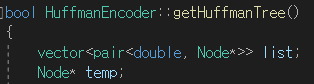 bool HuffmanEncoder::getHuffmanTree()
{
vector<pair<double, Node*>> list;
Node* temp;